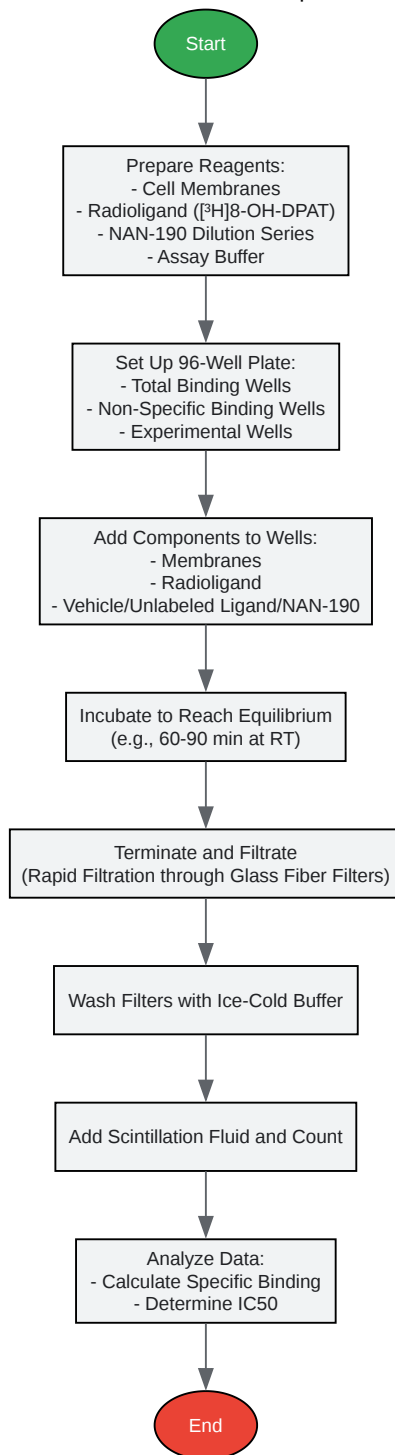 Start
Prepare Reagents:
- Cell Membranes
- Radioligand ([³H]8-OH-DPAT)
- NAN-190 Dilution Series
- Assay Buffer
Set Up 96-Well Plate:
- Total Binding Wells
- Non-Specific Binding Wells
- Experimental Wells
Add Components to Wells:
- Membranes
- Radioligand
- Vehicle/Unlabeled Ligand/NAN-190
Incubate to Reach Equilibrium
(e.g., 60-90 min at RT)
Terminate and Filtrate
(Rapid Filtration through Glass Fiber Filters)
Wash Filters with Ice-Cold Buffer
Add Scintillation Fluid and Count
Analyze Data:
- Calculate Specific Binding
- Determine IC50
End